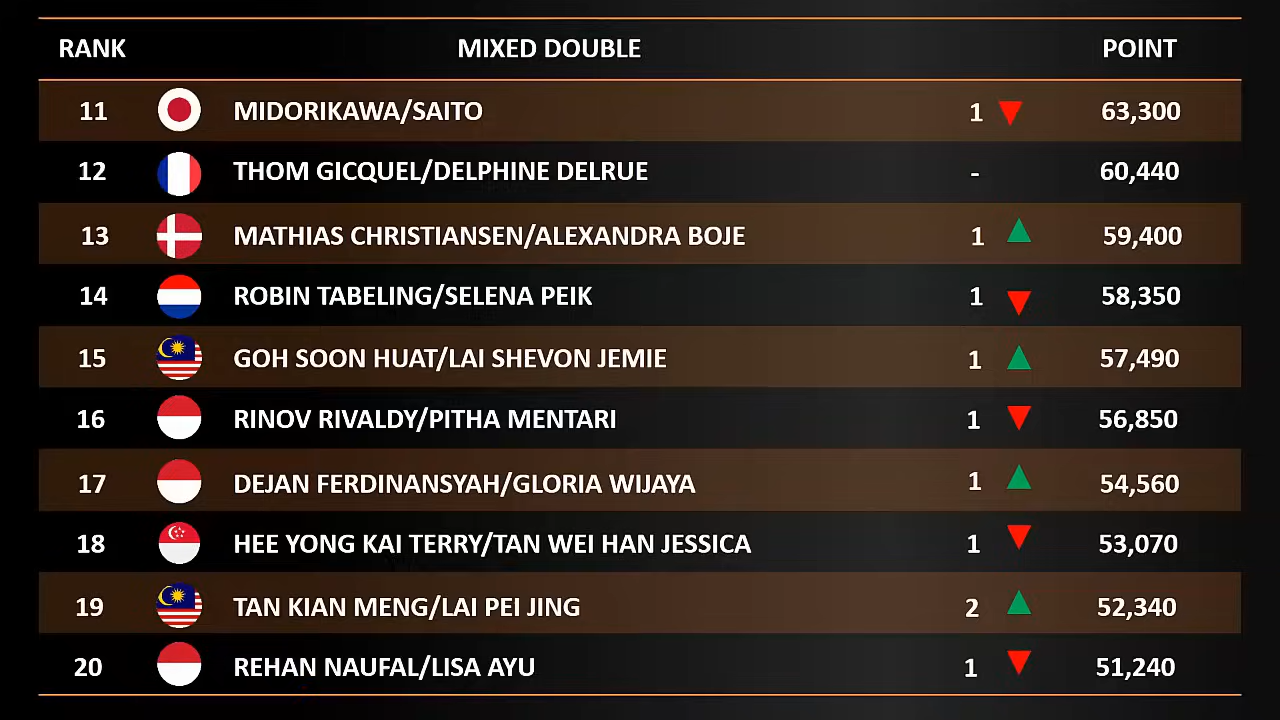 RANK MIXED DOUBLE POINT
11 MIDORIKAWA/SAITO 1 63,300
12 THOM GICQUEL/DELPHINE DELRUE - 60,440
13 MATHIAS CHRISTIANSEN/ALEXANDRA BOJE 1 59,400
14 ROBIN TABELING/SELENA PEIK 1 58,350
15 GOH SOON HUAT/LAI SHEVON JEMIE 1 57,490
16 RINOV RIVALDY/PITHA MENTARI 1 56,850
17 DEJAN FERDINANSYAH/GLORIA WIJAYA 1 54,560
18 HEE YONG KAI TERRY/TAN WEI HAN JESSICA 1 53,070
19 TAN KIAN MENG/LAI PEI JING 2 52,340
20 REHAN NAUFAL/LISA AYU 1 51,240